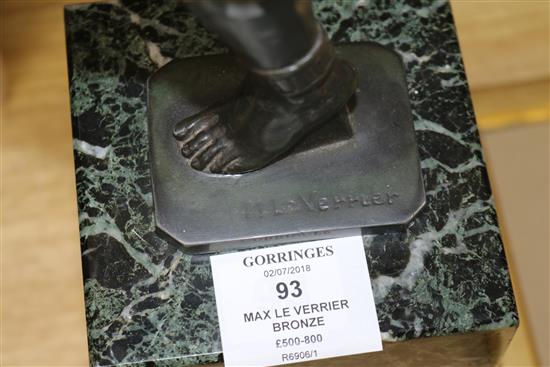 M Le Verrier
GORRINGES
02/07/2018
93
MAX LE VERRIER
BRONZE
£500-800
R6906/1